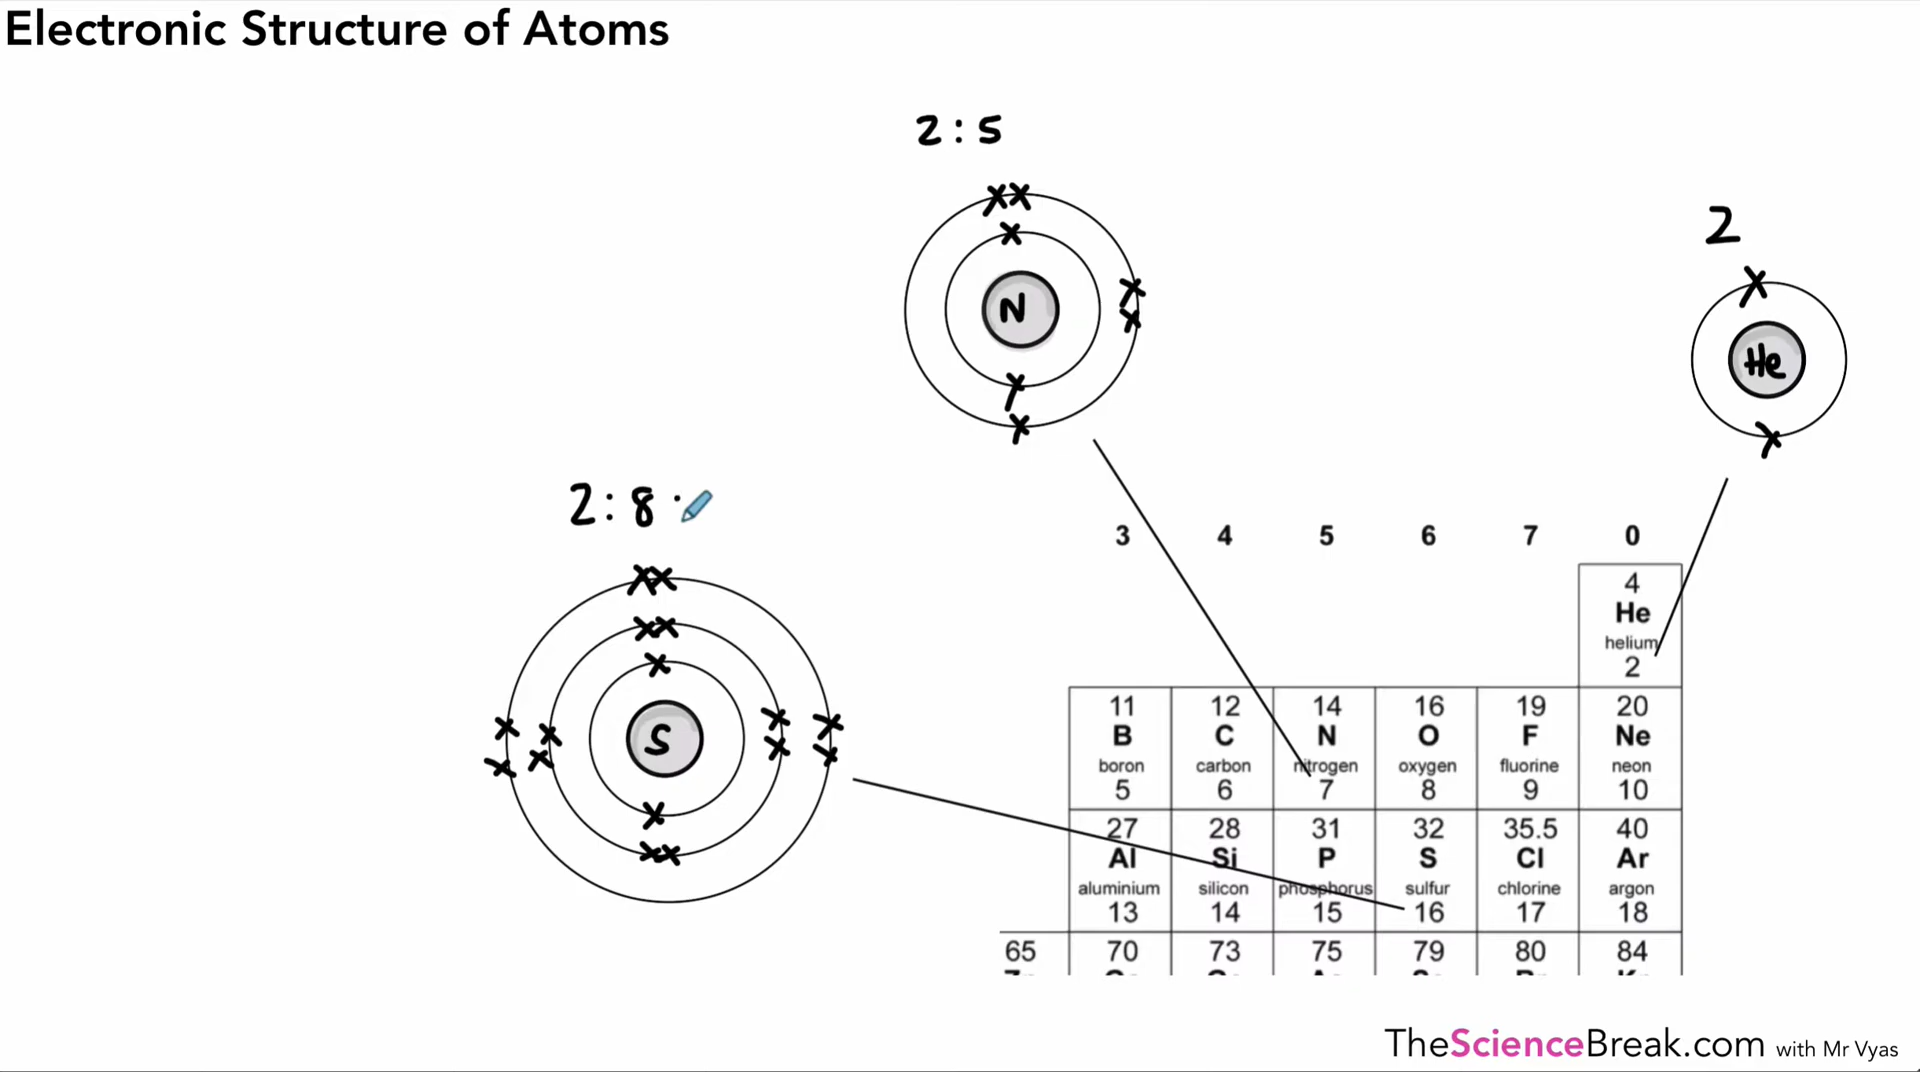 Electronic Structure of Atoms
2:5
2
N
He
2:8 ·
S
3 4 5 6 7 0
4
He
helium
2
11 12 14 16 19 20
B C N O F Ne
boron carbon nitrogen oxygen fluorine neon
5 6 7 8 9 10
27 28 31 32 35.5 40
Al Si P S Cl Ar
aluminium silicon phosphorus sulfur chlorine argon
13 14 15 16 17 18
65 70 73 75 79 80 84
TheScienceBreak.com with Mr Vyas